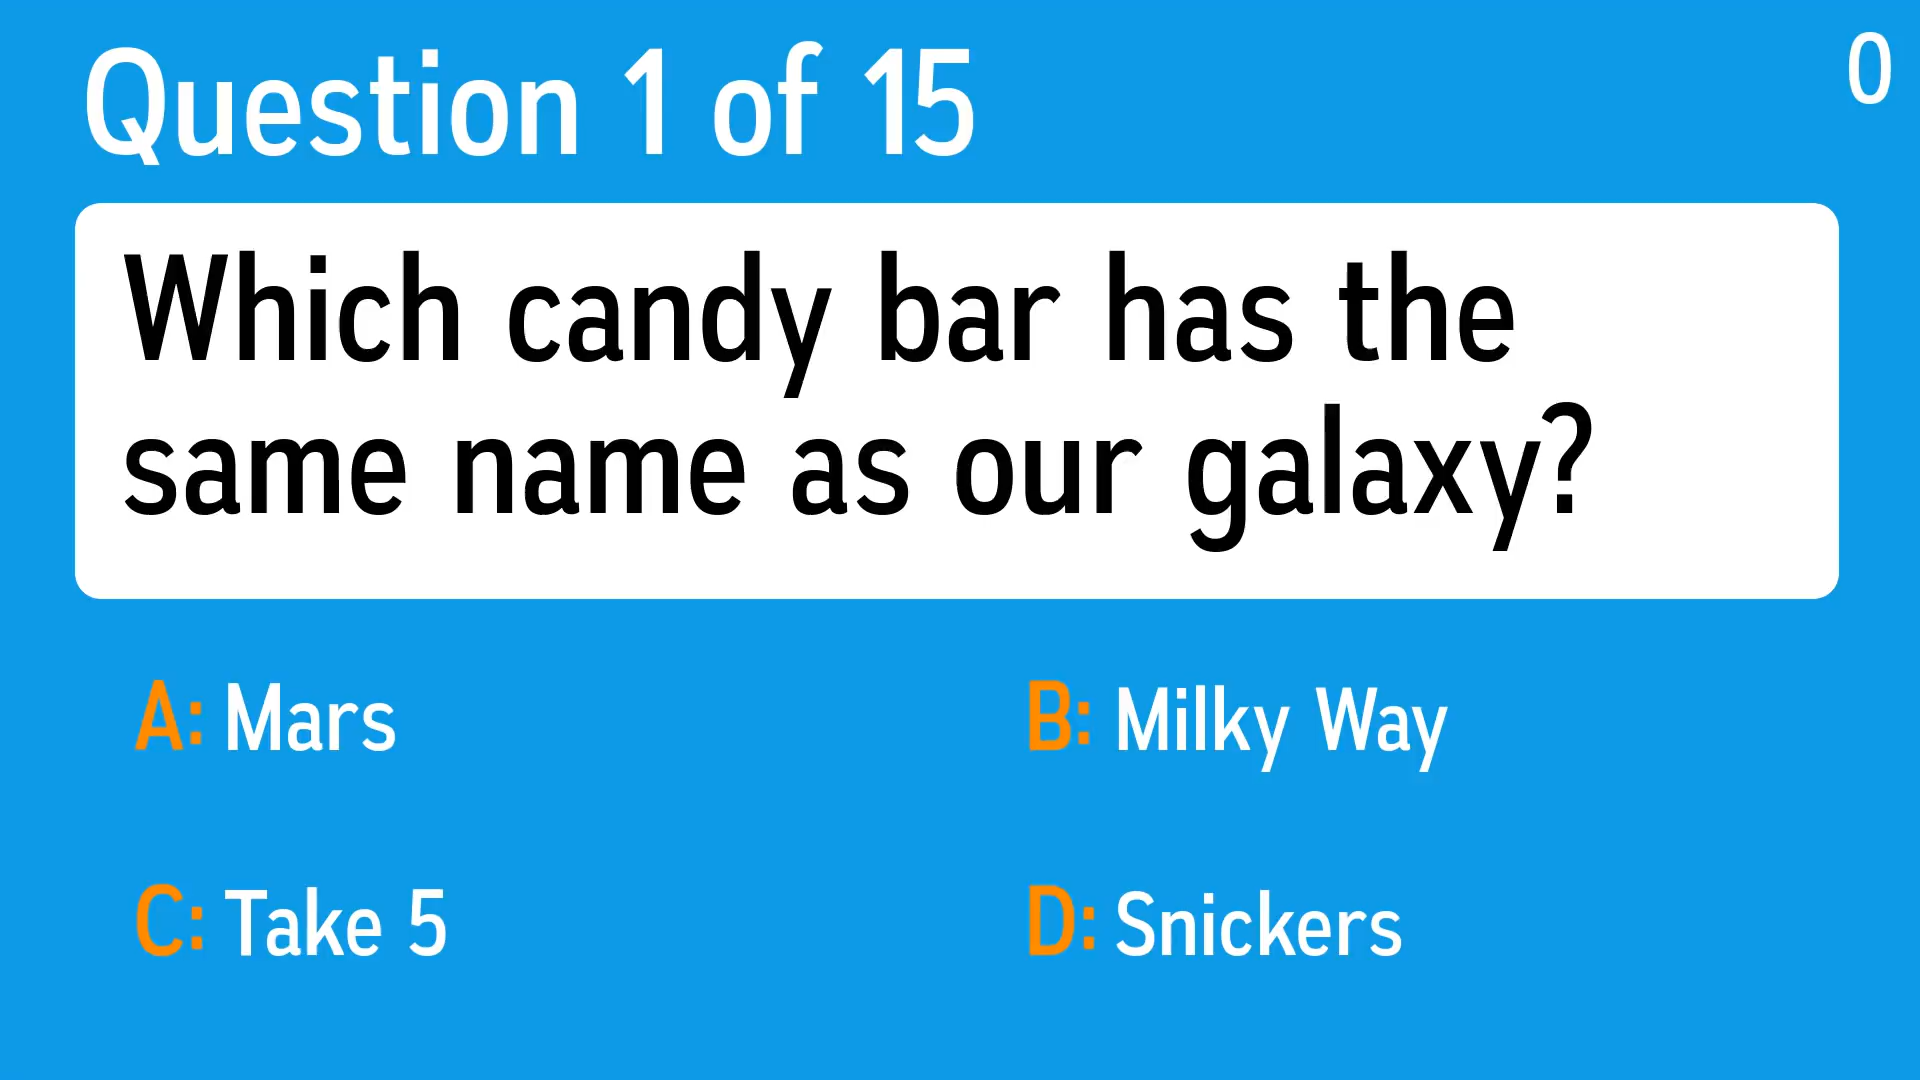 Question 1 of 15
0
Which candy bar has the
same name as our galaxy?
A: Mars
B: Milky Way
C: Take 5
D: Snickers